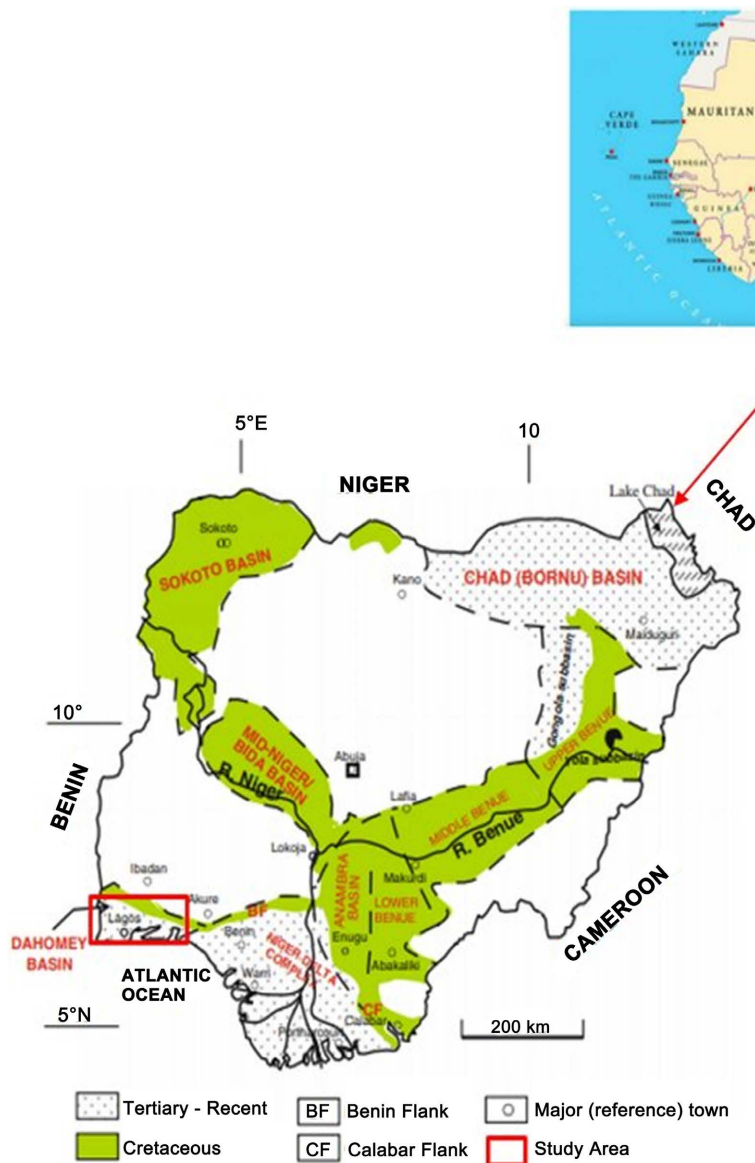 WESTERN
SAHARA
CAPE
VERDE
MAURITAN
SENEGAL
GUINEA
LIBERIA
ATLANTIC OCEA
5°E
10
NIGER
Lake Chad
CHAD
Sokoto
SOKOTO BASIN
CHAD (BORNU) BASIN
Kano
Maiduguri
Gongola subbasin
10°
MID-NIGER/
BIDA BASIN
R. Niger
Abuja
UPPER BENUE
Yola subbasin
BENIN
Lafia
MIDDLE BENUE
R. Benue
Lokoja
Ibadan
Makurdi
ANAMBRA
BASIN
LOWER
BENUE
CAMEROON
Akure
Lagos
BF
Benin
Enugu
Abakaliki
DAHOMEY
BASIN
NIGER DELTA
ATLANTIC
OCEAN
Warri
CF
Calabar
5°N
200 km
Tertiary - Recent
BF
Benin Flank
Major (reference) town
Cretaceous
CF
Calabar Flank
Study Area